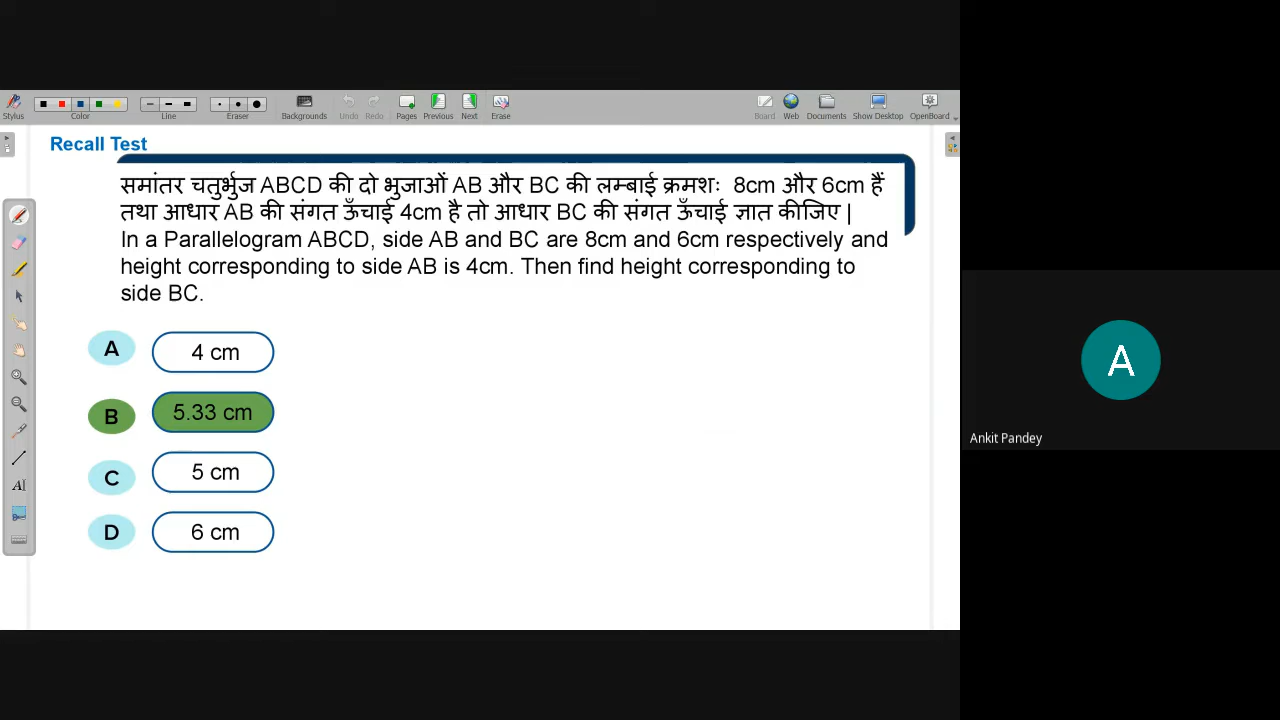 Stylus
Color
Line
Eraser
Backgrounds
Undo
Redo
Pages
Previous
Next
Erase
Board
Web
Documents
Show Desktop
OpenBoard
Recall Test
समांतर चतुर्भुज ABCD की दो भुजाओं AB और BC की लम्बाई क्रमशः 8cm और 6cm हैं
तथा आधार AB की संगत ऊँचाई 4cm है तो आधार BC की संगत ऊँचाई ज्ञात कीजिए |
In a Parallelogram ABCD, side AB and BC are 8cm and 6cm respectively and
height corresponding to side AB is 4cm. Then find height corresponding to
side BC.
A 4 cm
B 5.33 cm
C 5 cm
D 6 cm
A
Ankit Pandey